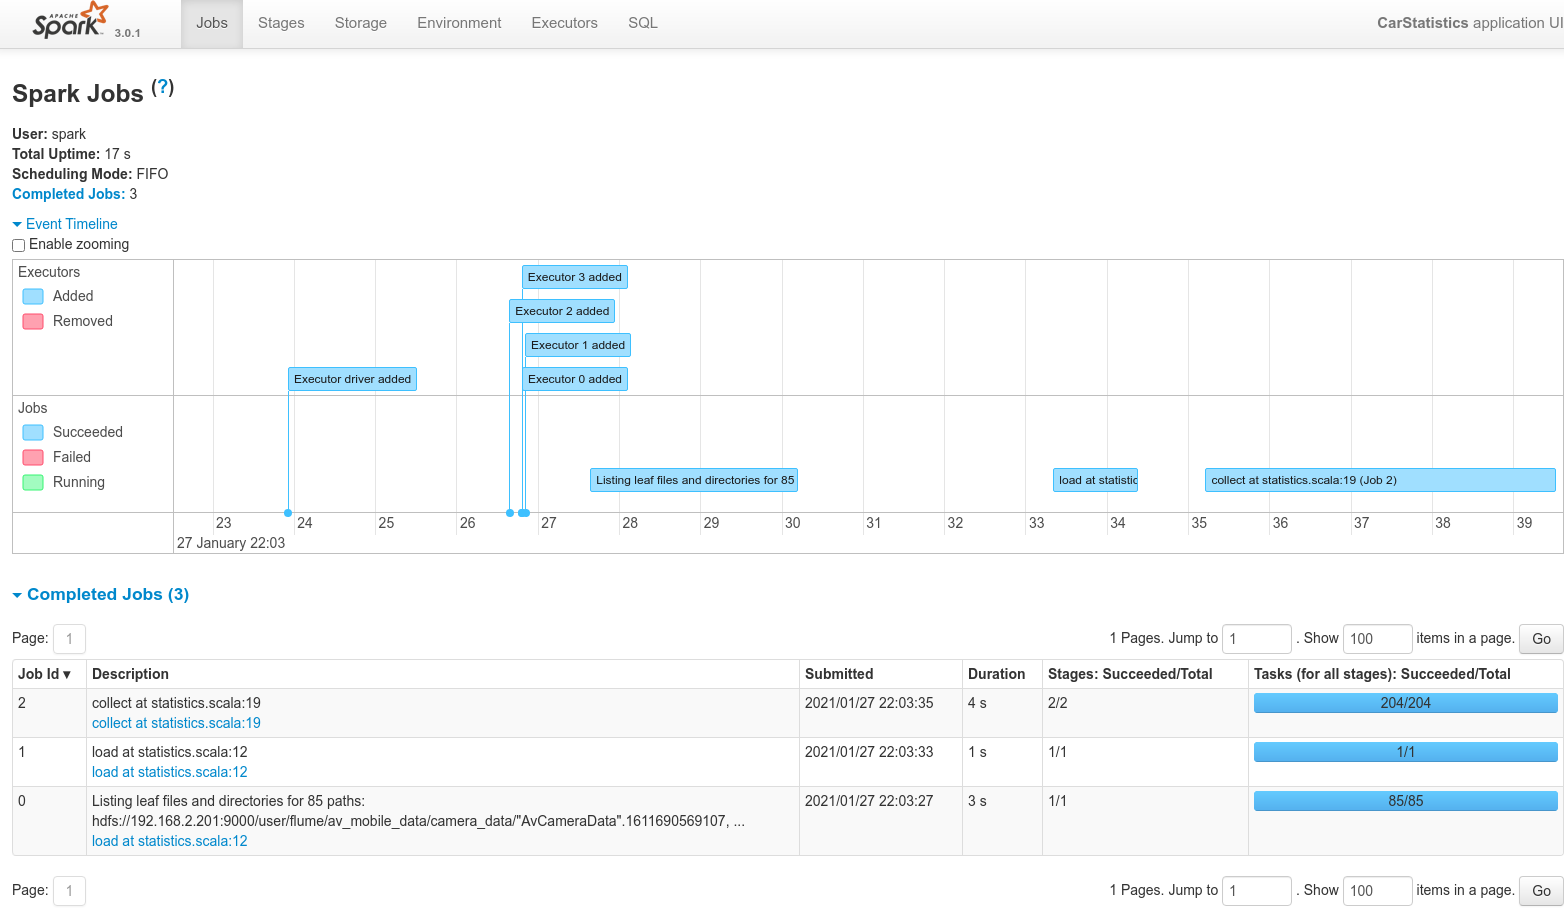 APACHE
Spark 3.0.1
Jobs Stages Storage Environment Executors SQL CarStatistics application UI
Spark Jobs (?)
User: spark
Total Uptime: 17 s
Scheduling Mode: FIFO
Completed Jobs: 3
Event Timeline
Enable zooming
Executors
Added
Removed
Executor 3 added
Executor 2 added
Executor 1 added
Executor driver added Executor 0 added
Jobs
Succeeded
Failed
Running
Listing leaf files and directories for 85 load at statistic collect at statistics.scala:19 (Job 2)
23 24 25 26 27 28 29 30 31 32 33 34 35 36 37 38 39
27 January 22:03
Completed Jobs (3)
Page: 1 1 Pages. Jump to 1 . Show 100 items in a page. Go
Job Id ▾ Description Submitted Duration Stages: Succeeded/Total Tasks (for all stages): Succeeded/Total
2 collect at statistics.scala:19 2021/01/27 22:03:35 4 s 2/2 204/204
collect at statistics.scala:19
1 load at statistics.scala:12 2021/01/27 22:03:33 1 s 1/1 1/1
load at statistics.scala:12
0 Listing leaf files and directories for 85 paths: 2021/01/27 22:03:27 3 s 1/1 85/85
hdfs://192.168.2.201:9000/user/flume/av_mobile_data/camera_data/"AvCameraData".1611690569107, ...
load at statistics.scala:12
Page: 1 1 Pages. Jump to 1 . Show 100 items in a page. Go